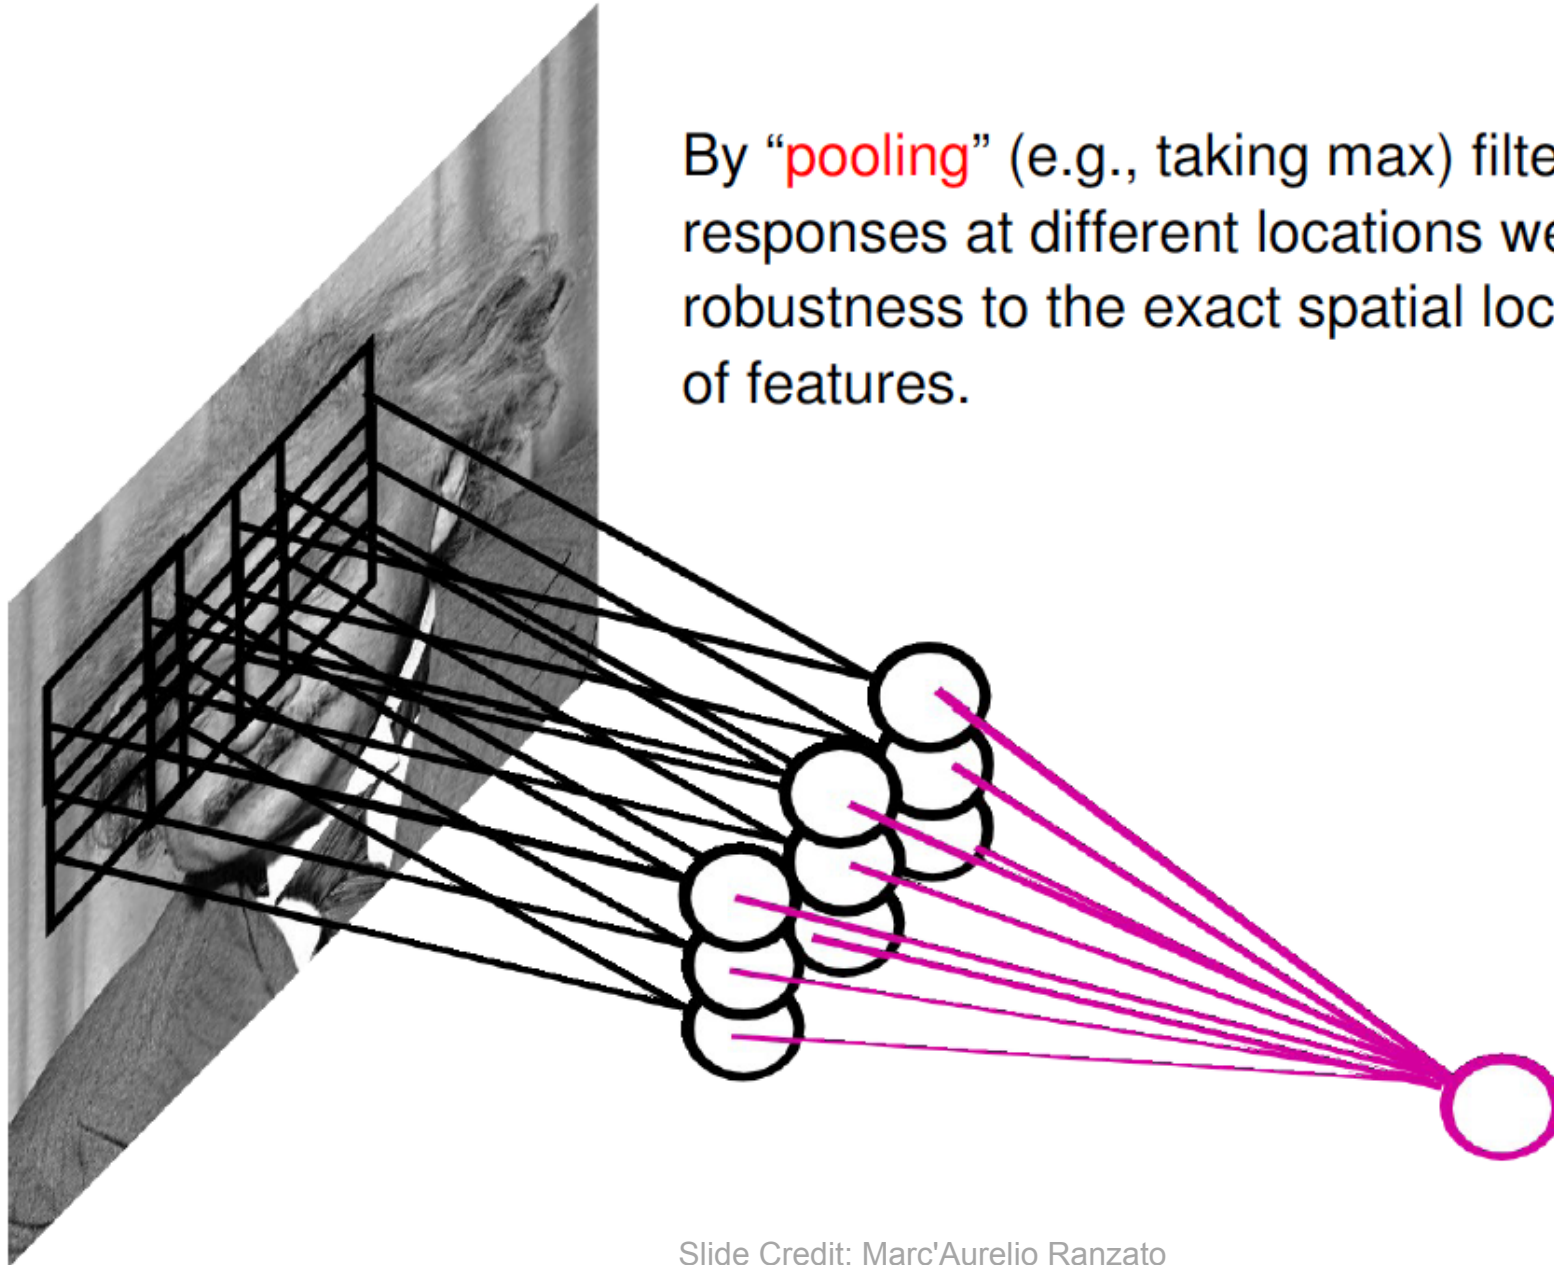 By “pooling” (e.g., taking max) filte
responses at different locations we
robustness to the exact spatial loc
of features.
Slide Credit: Marc'Aurelio Ranzato